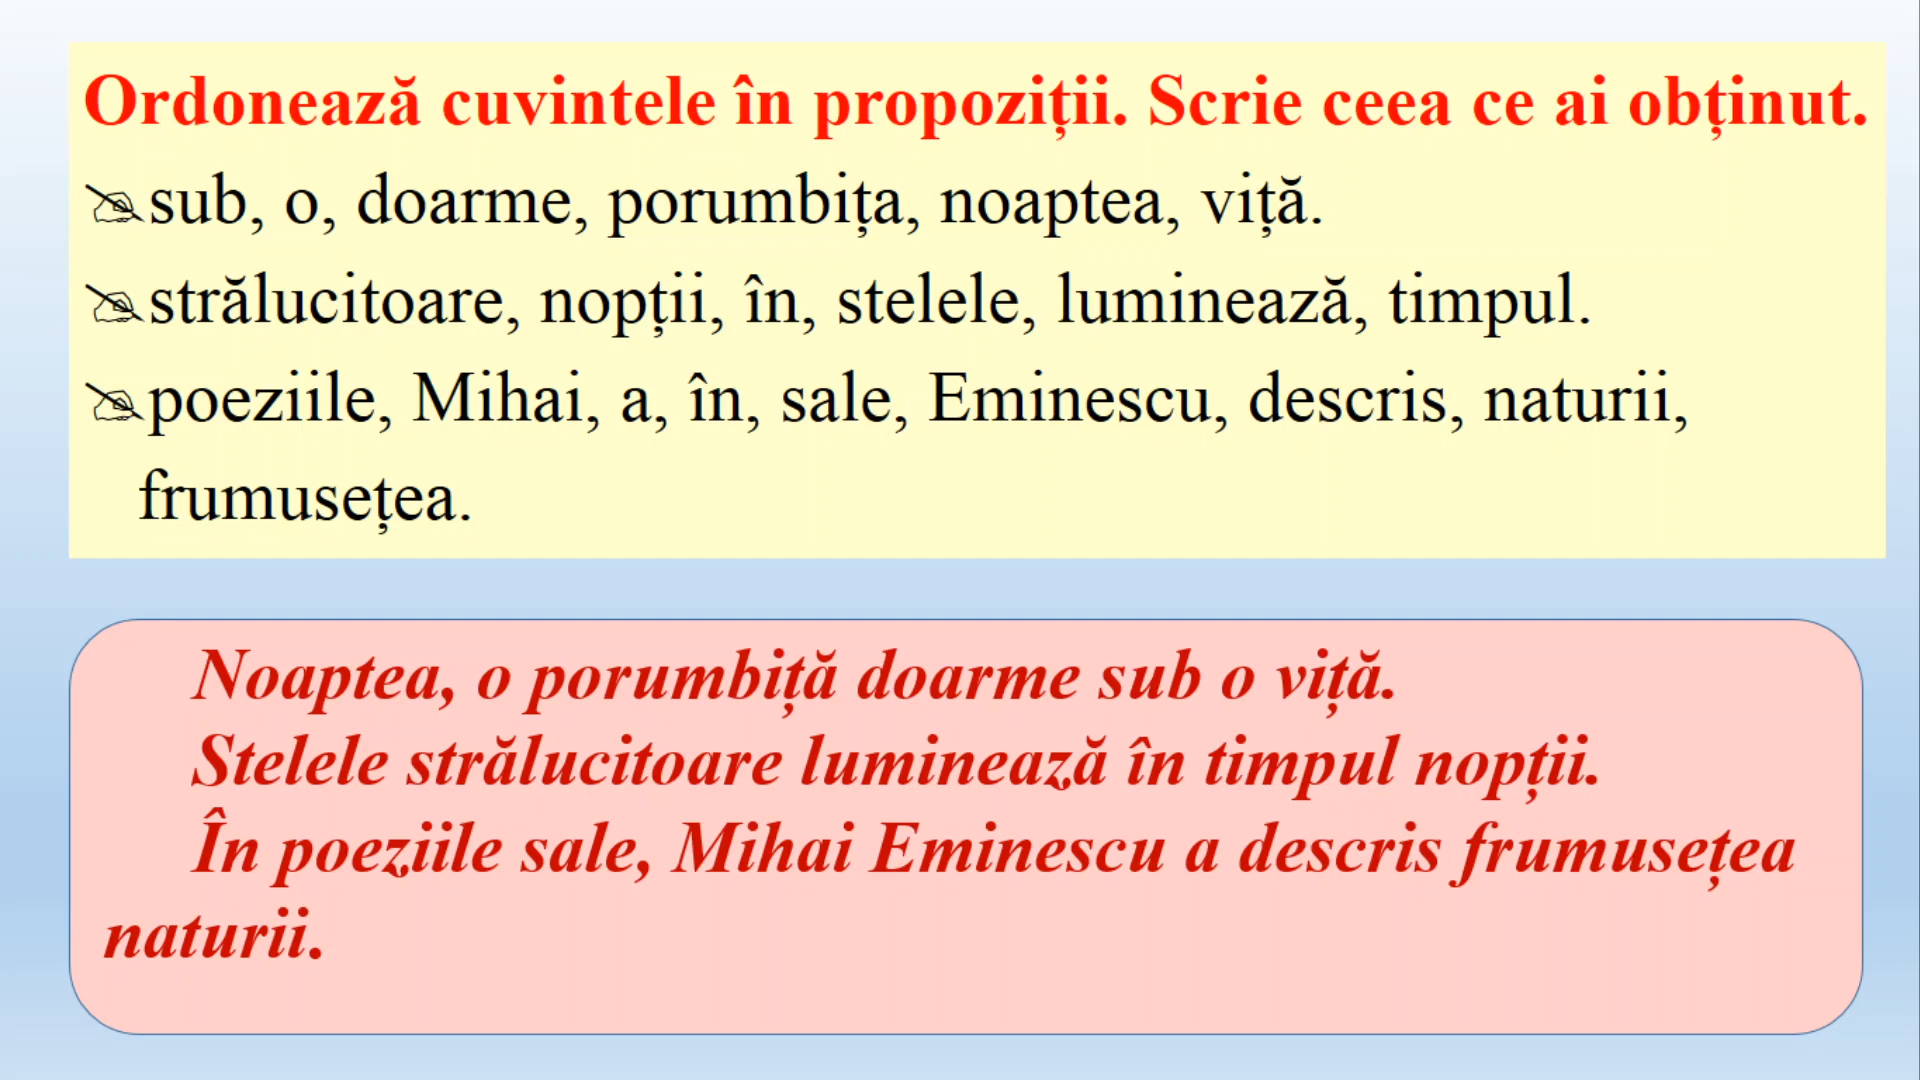 Ordonează cuvintele în propoziții. Scrie ceea ce ai obținut.
sub, o, doarme, porumbița, noaptea, viță.
strălucitoare, nopții, în, stelele, luminează, timpul.
poeziile, Mihai, a, în, sale, Eminescu, descris, naturii,
frumusețea.
Noaptea, o porumbiță doarme sub o viță.
Stelele strălucitoare luminează în timpul nopții.
În poeziile sale, Mihai Eminescu a descris frumusețea
naturii.